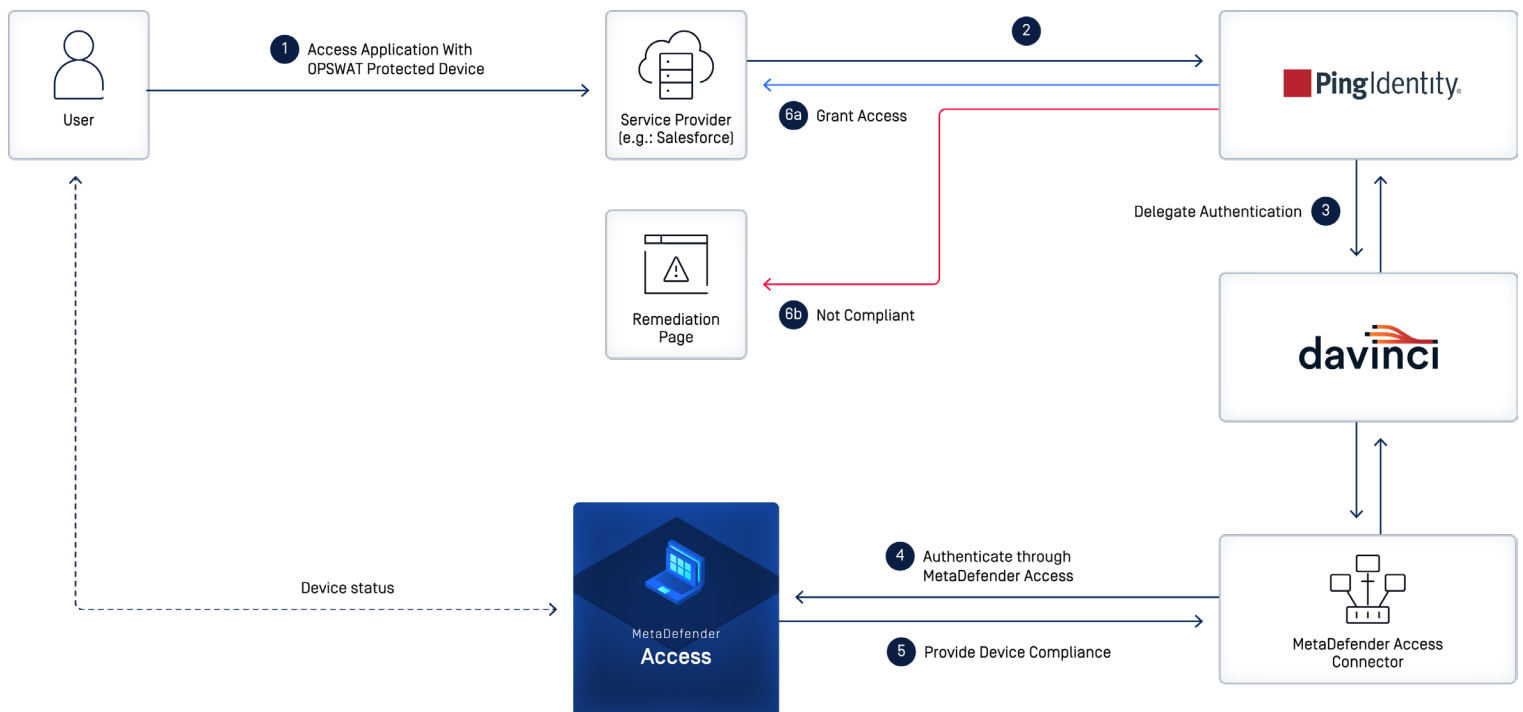 1 Access Application With
OPSWAT Protected Device
2
User
Service Provider
(e.g.: Salesforce)
6a Grant Access
PingIdentity®
Delegate Authentication 3
Remediation
Page
6b Not Compliant
davinci
Device status
4 Authenticate through
MetaDefender Access
MetaDefender
Access
5 Provide Device Compliance
MetaDefender Access
Connector